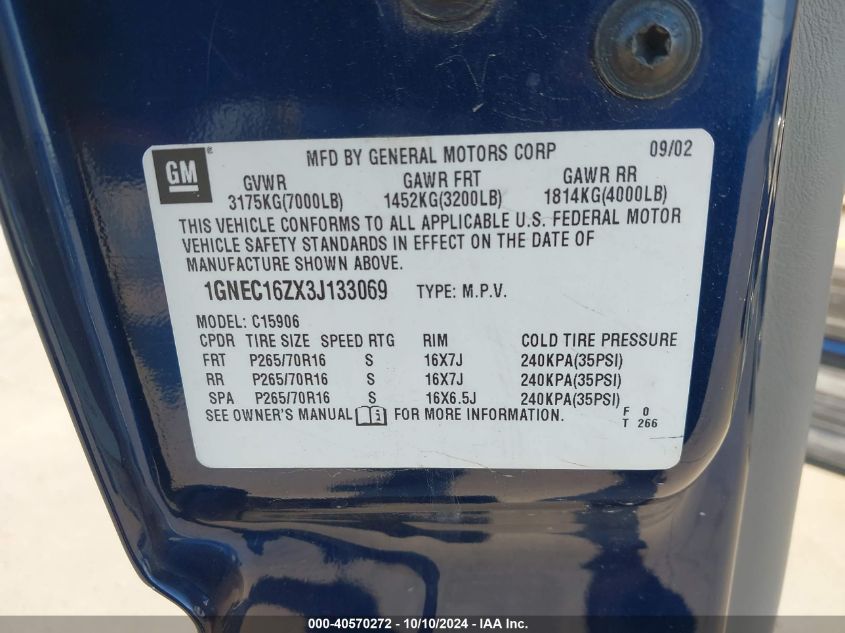 GM ® MFD BY GENERAL MOTORS CORP 09/02
GVWR GAWR FRT GAWR RR
3175KG(7000LB) 1452KG(3200LB) 1814KG(4000LB)
THIS VEHICLE CONFORMS TO ALL APPLICABLE U.S. FEDERAL MOTOR
VEHICLE SAFETY STANDARDS IN EFFECT ON THE DATE OF
MANUFACTURE SHOWN ABOVE.
1GNEC16ZX3J133069 TYPE: M.P.V.
MODEL: C15906
CPDR TIRE SIZE SPEED RTG RIM COLD TIRE PRESSURE
FRT P265/70R16 S 16X7J 240KPA(35PSI)
RR P265/70R16 S 16X7J 240KPA(35PSI)
SPA P265/70R16 S 16X6.5J 240KPA(35PSI)
SEE OWNER'S MANUAL FOR MORE INFORMATION. F 0
T 266
000-40570272 - 10/10/2024 - IAA Inc.